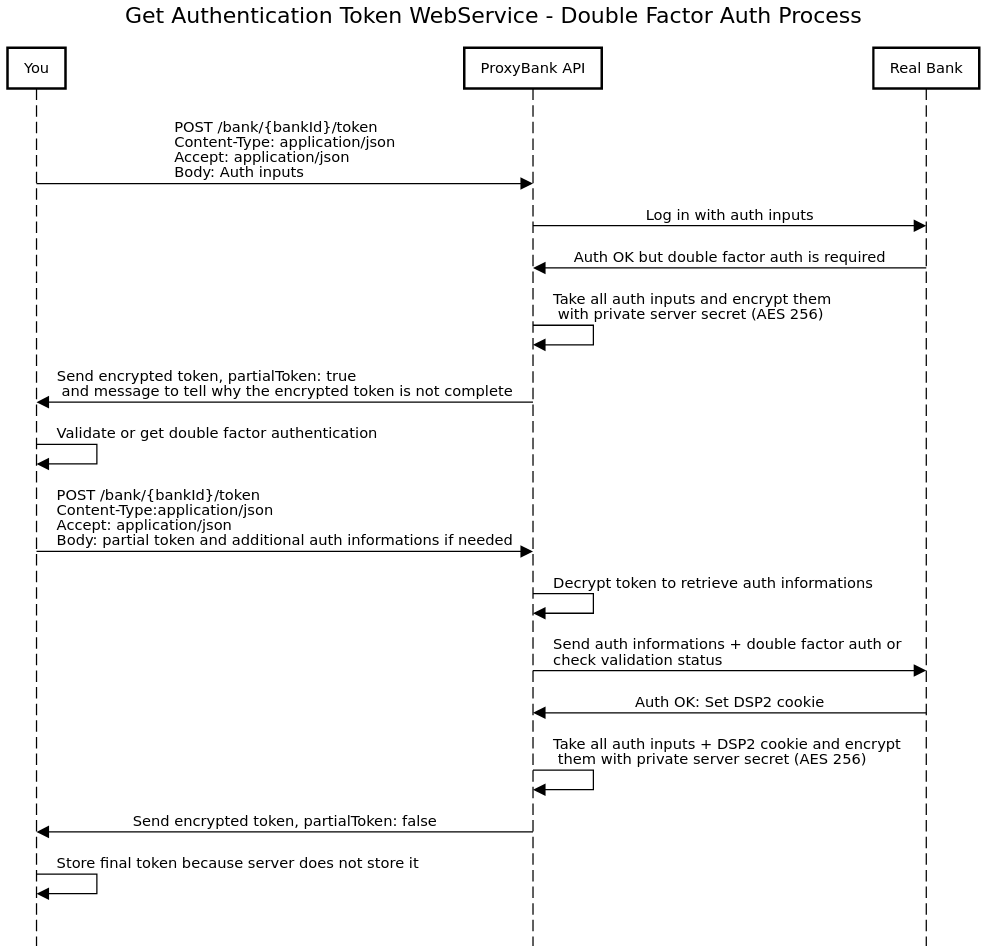 Get Authentication Token WebService - Double Factor Auth Process
You
ProxyBank API
Real Bank
POST /bank/{bankId}/token
Content-Type: application/json
Accept: application/json
Body: Auth inputs
Log in with auth inputs
Auth OK but double factor auth is required
Take all auth inputs and encrypt them
with private server secret (AES 256)
Send encrypted token, partialToken: true
and message to tell why the encrypted token is not complete
Validate or get double factor authentication
POST /bank/{bankId}/token
Content-Type:application/json
Accept: application/json
Body: partial token and additional auth informations if needed
Decrypt token to retrieve auth informations
Send auth informations + double factor auth or
check validation status
Auth OK: Set DSP2 cookie
Take all auth inputs + DSP2 cookie and encrypt
them with private server secret (AES 256)
Send encrypted token, partialToken: false
Store final token because server does not store it